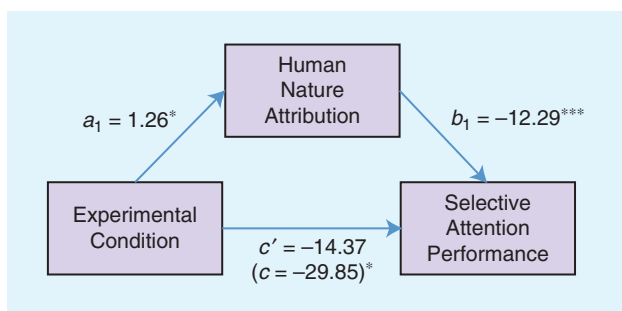 Human
Nature
Attribution
a₁ = 1.26*
b₁ = –12.29***
Experimental
Condition
Selective
Attention
Performance
c′ = –14.37
(c = –29.85)*